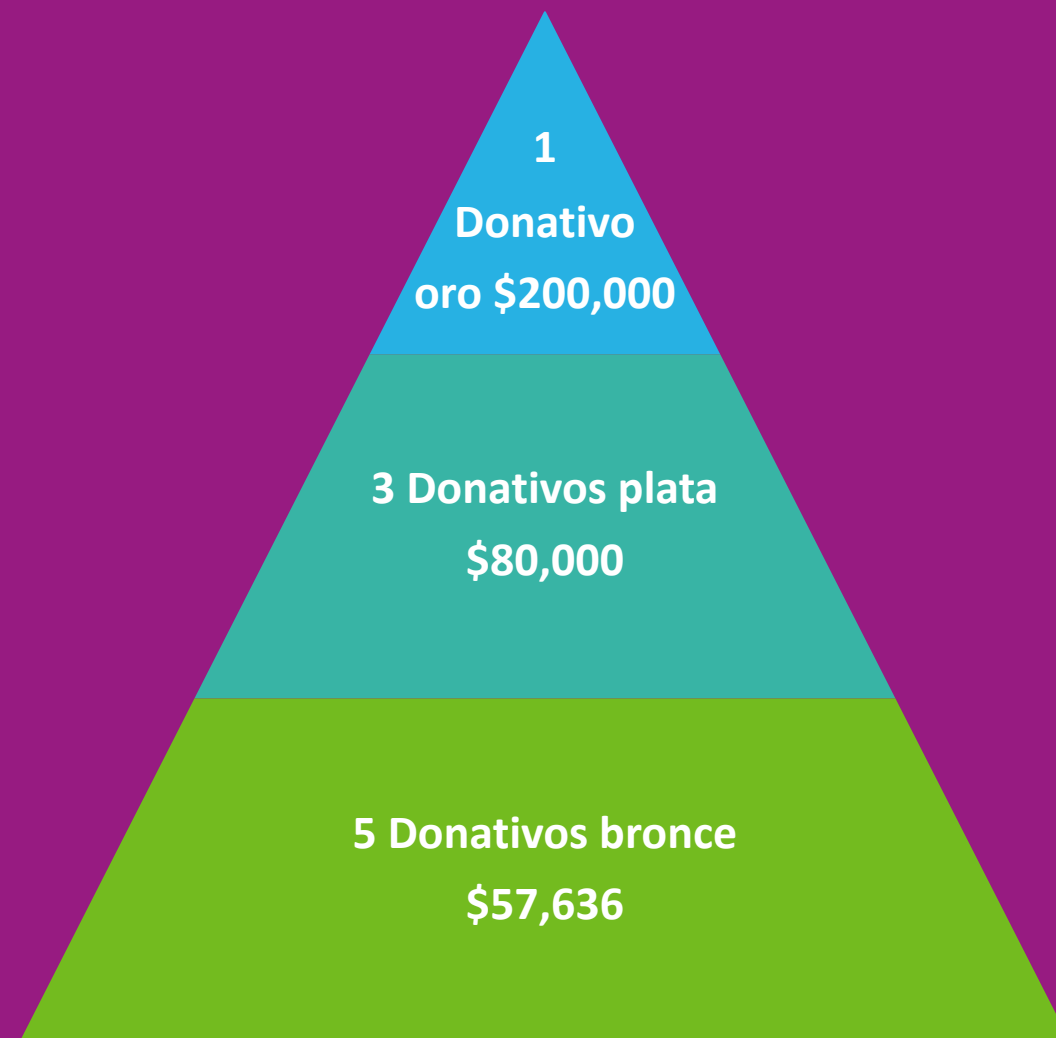 1
Donativo
oro $200,000
3 Donativos plata
$80,000
5 Donativos bronce
$57,636